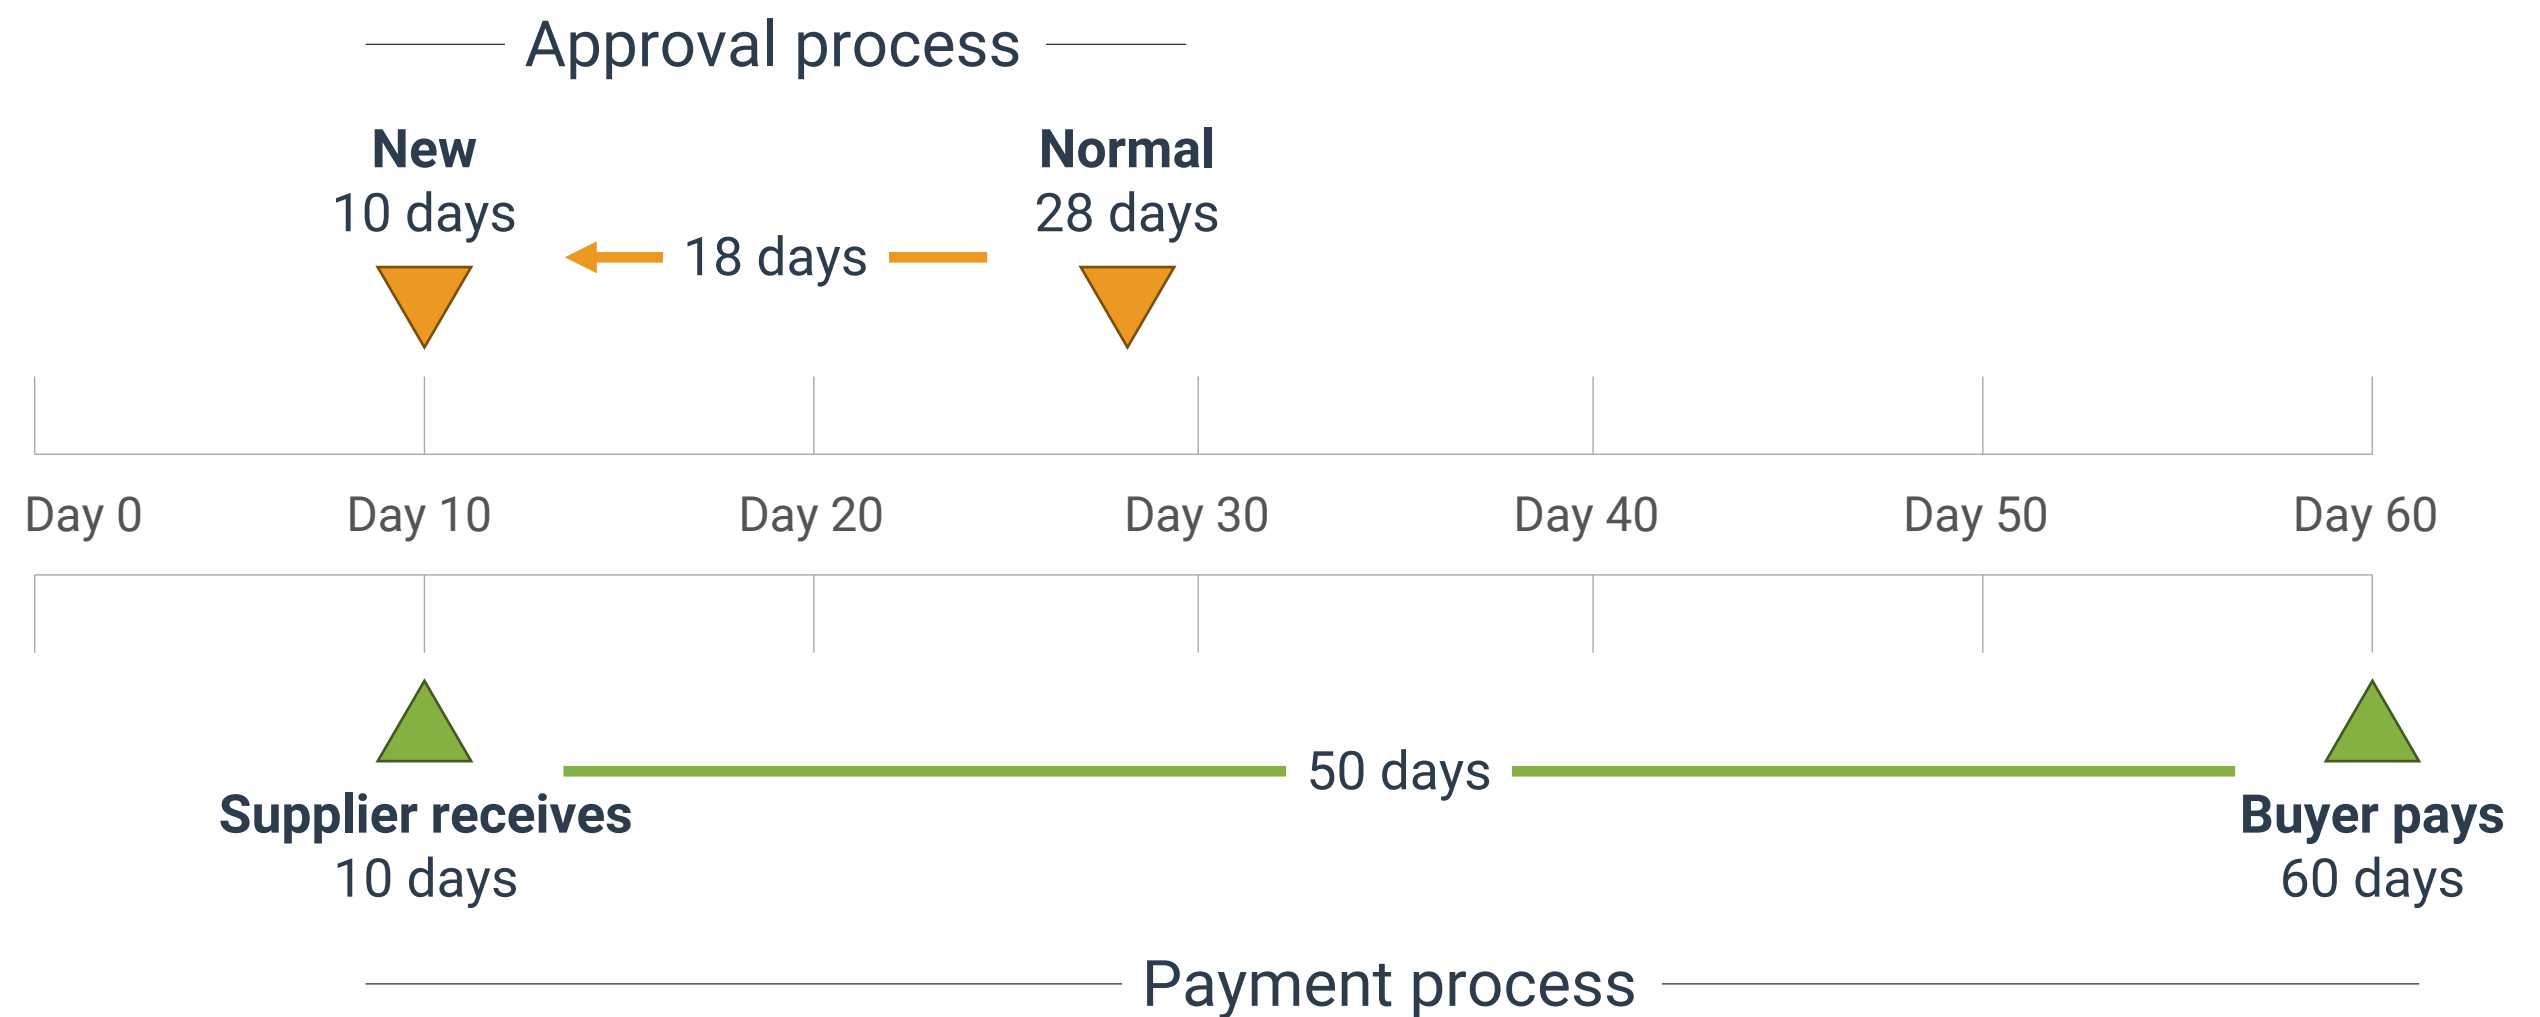 Approval process
New
10 days
Normal
28 days
18 days
Day 0
Day 10
Day 20
Day 30
Day 40
Day 50
Day 60
50 days
Supplier receives
10 days
Buyer pays
60 days
Payment process